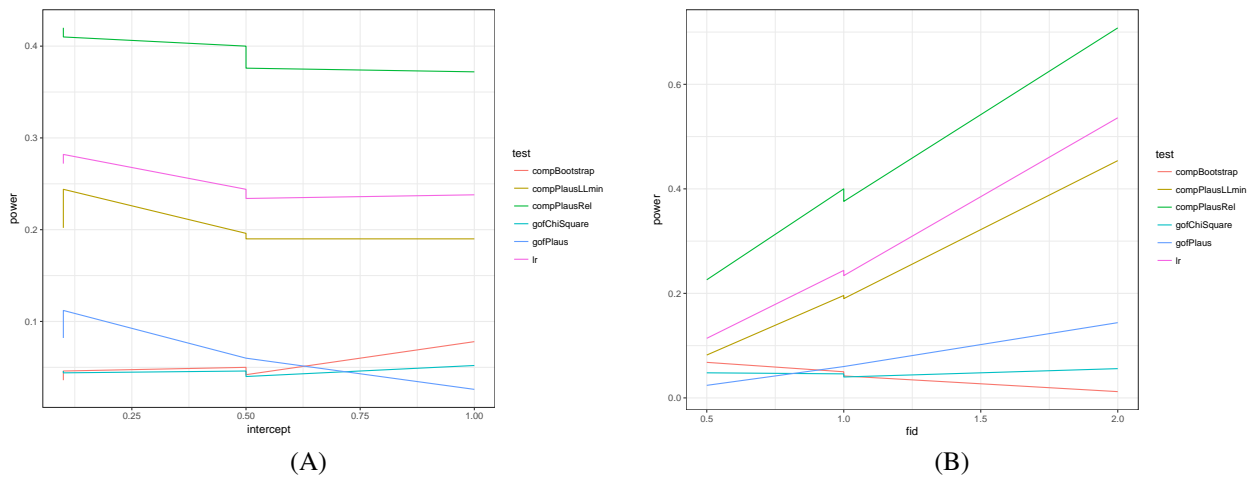 0.4
0.3
0.2
0.1
power
0.25
0.50
0.75
1.00
intercept
test
compBootstrap
compPlausLLmin
compPlausRel
gofChiSquare
gofPlaus
lr
(A)
0.6
0.4
0.2
0.0
power
0.5
1.0
1.5
2.0
fid
test
compBootstrap
compPlausLLmin
compPlausRel
gofChiSquare
gofPlaus
lr
(B)